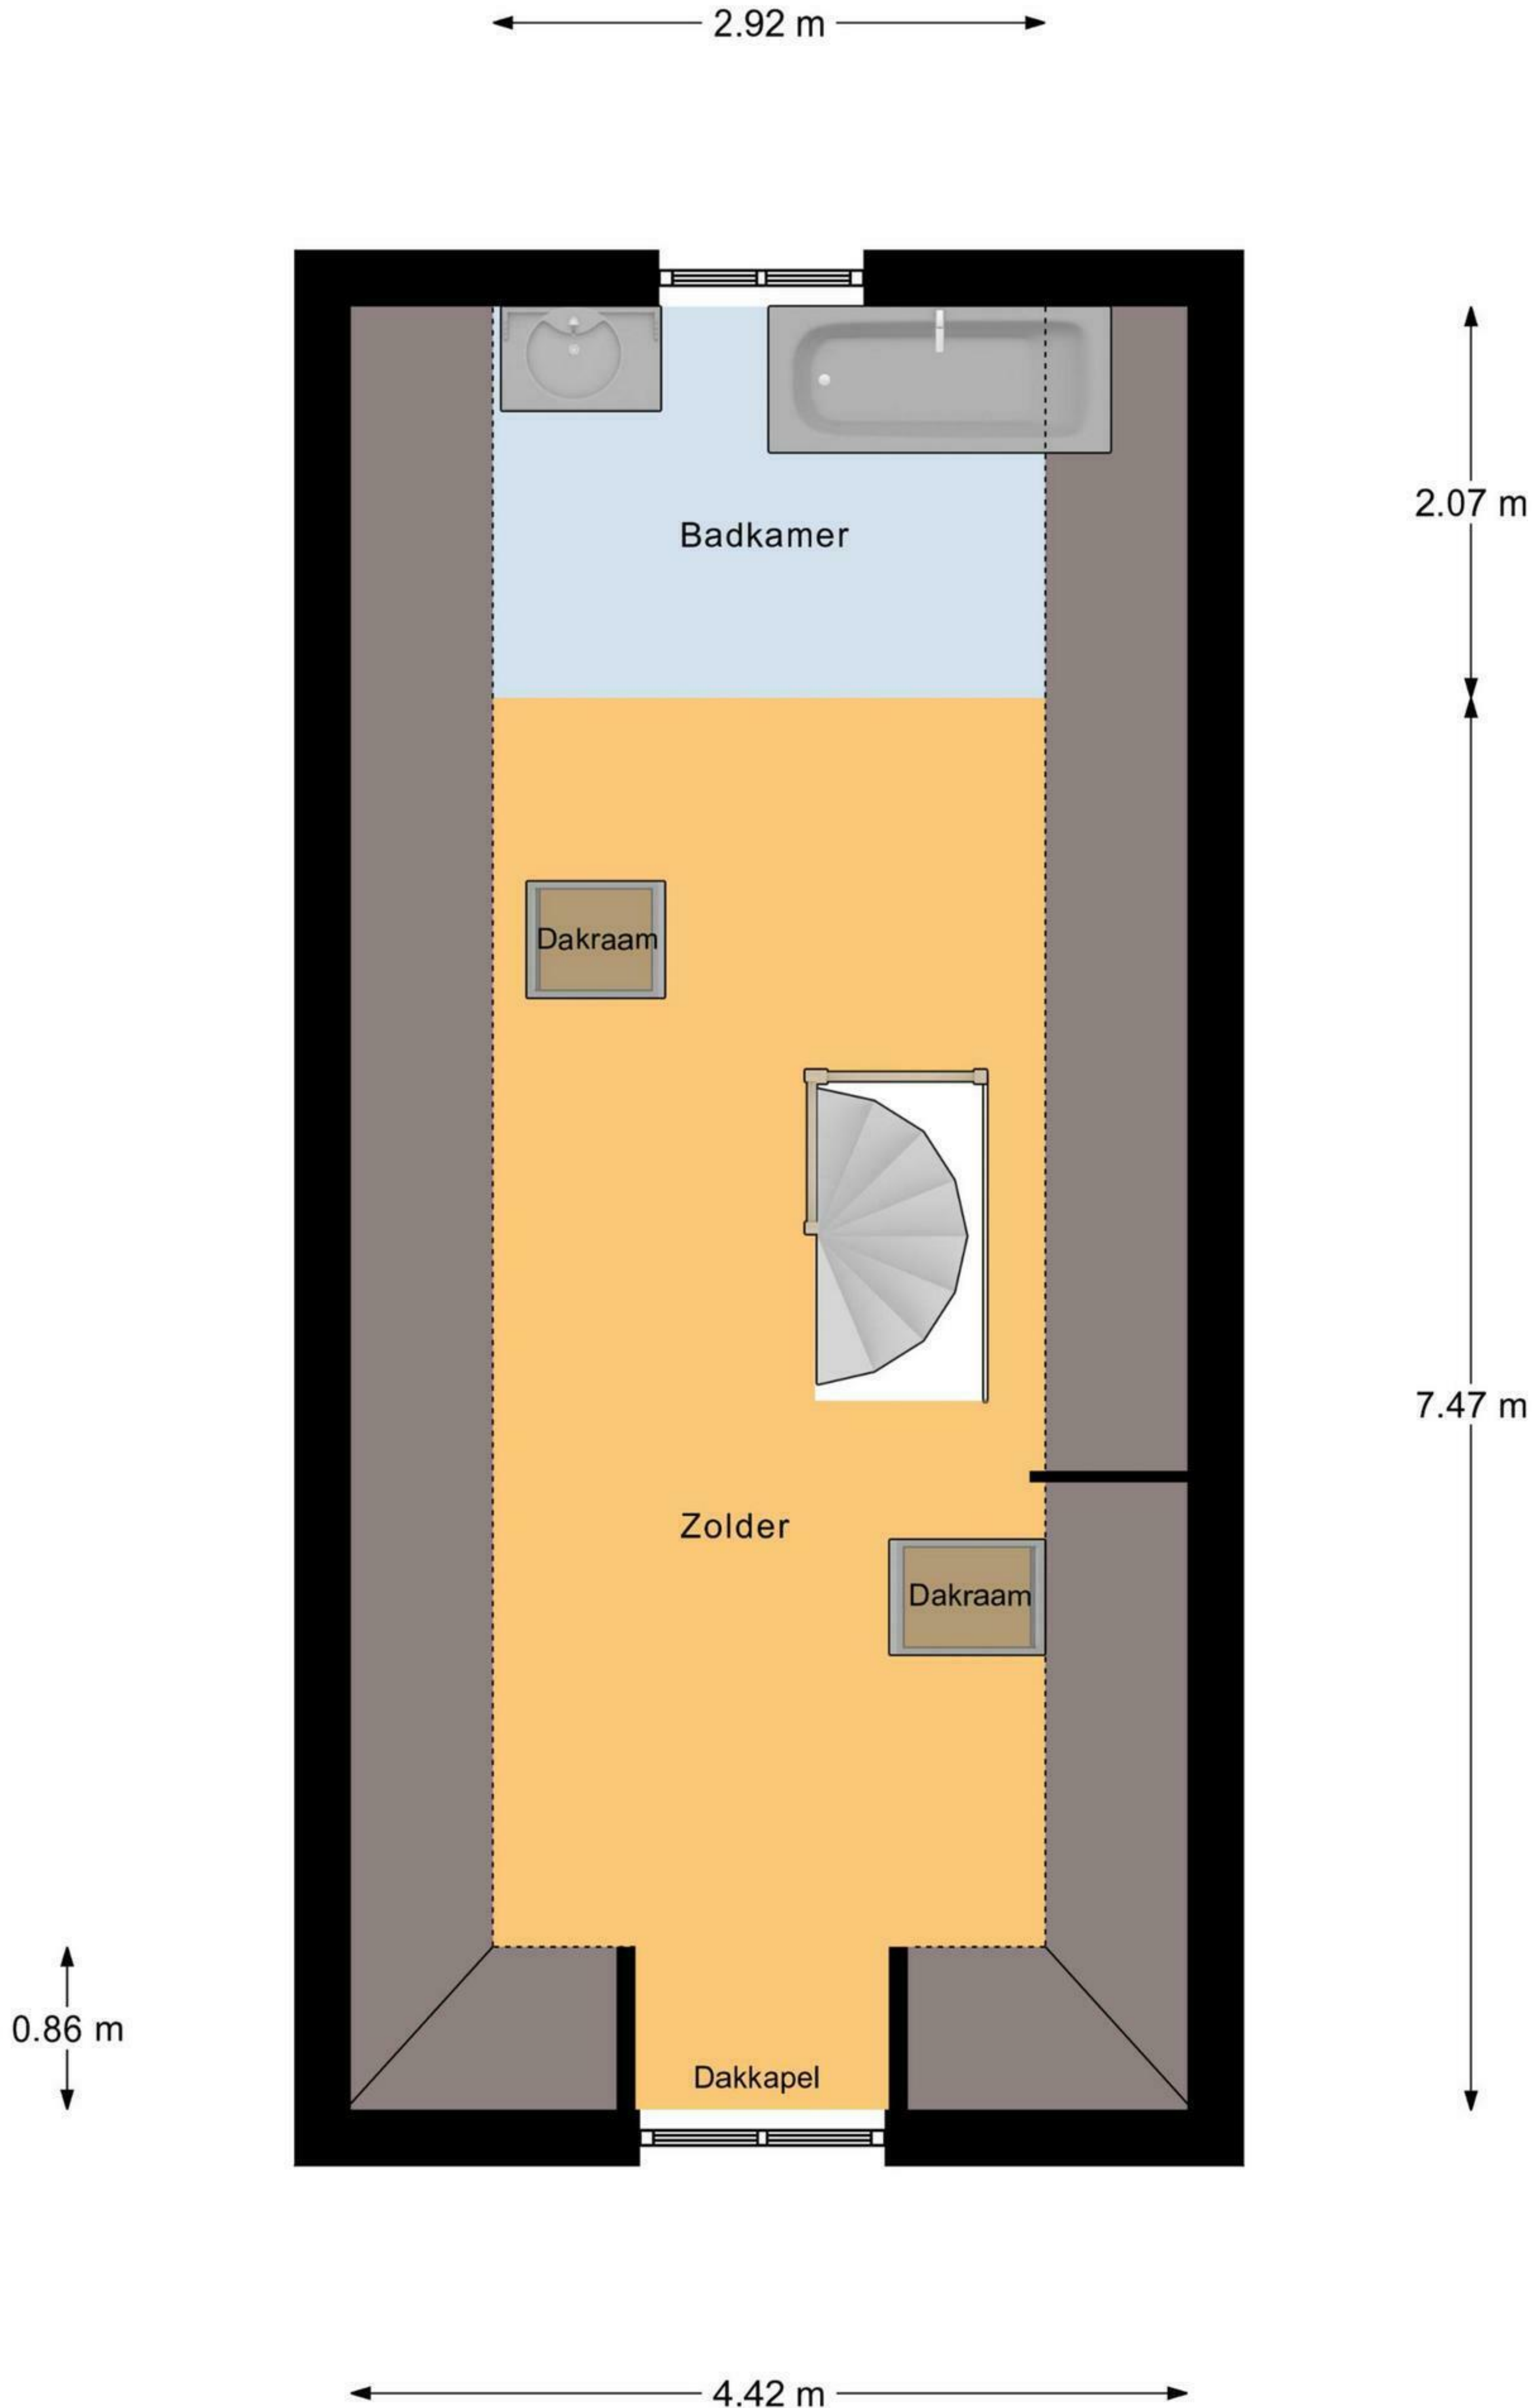 2.92 m
2.07 m
Badkamer
Dakraam
7.47 m
Zolder
Dakraam
0.86 m
Dakkapel
4.42 m